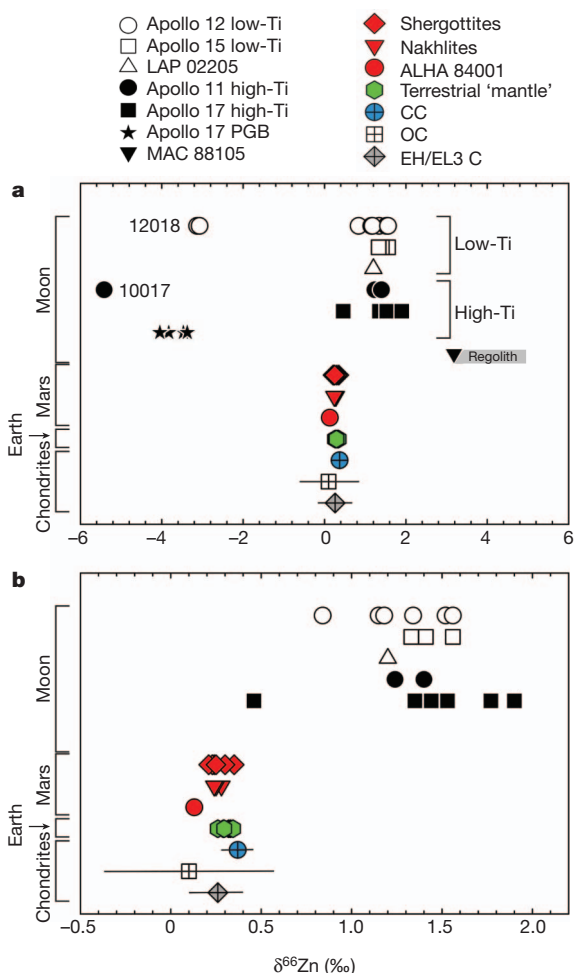 Apollo 12 low-Ti
Apollo 15 low-Ti
LAP 02205
Apollo 11 high-Ti
Apollo 17 high-Ti
Apollo 17 PGB
MAC 88105
Shergottites
Nakhlites
ALHA 84001
Terrestrial ‘mantle’
CC
OC
EH/EL3 C
a
12018
Low-Ti
10017
High-Ti
Regolith
Moon
Mars
Earth
Chondrites
−6 −4 −2 0 2 4 6
b
Moon
Mars
Earth
Chondrites
−0.5 0 0.5 1.0 1.5 2.0
δ⁶⁶Zn (‰)